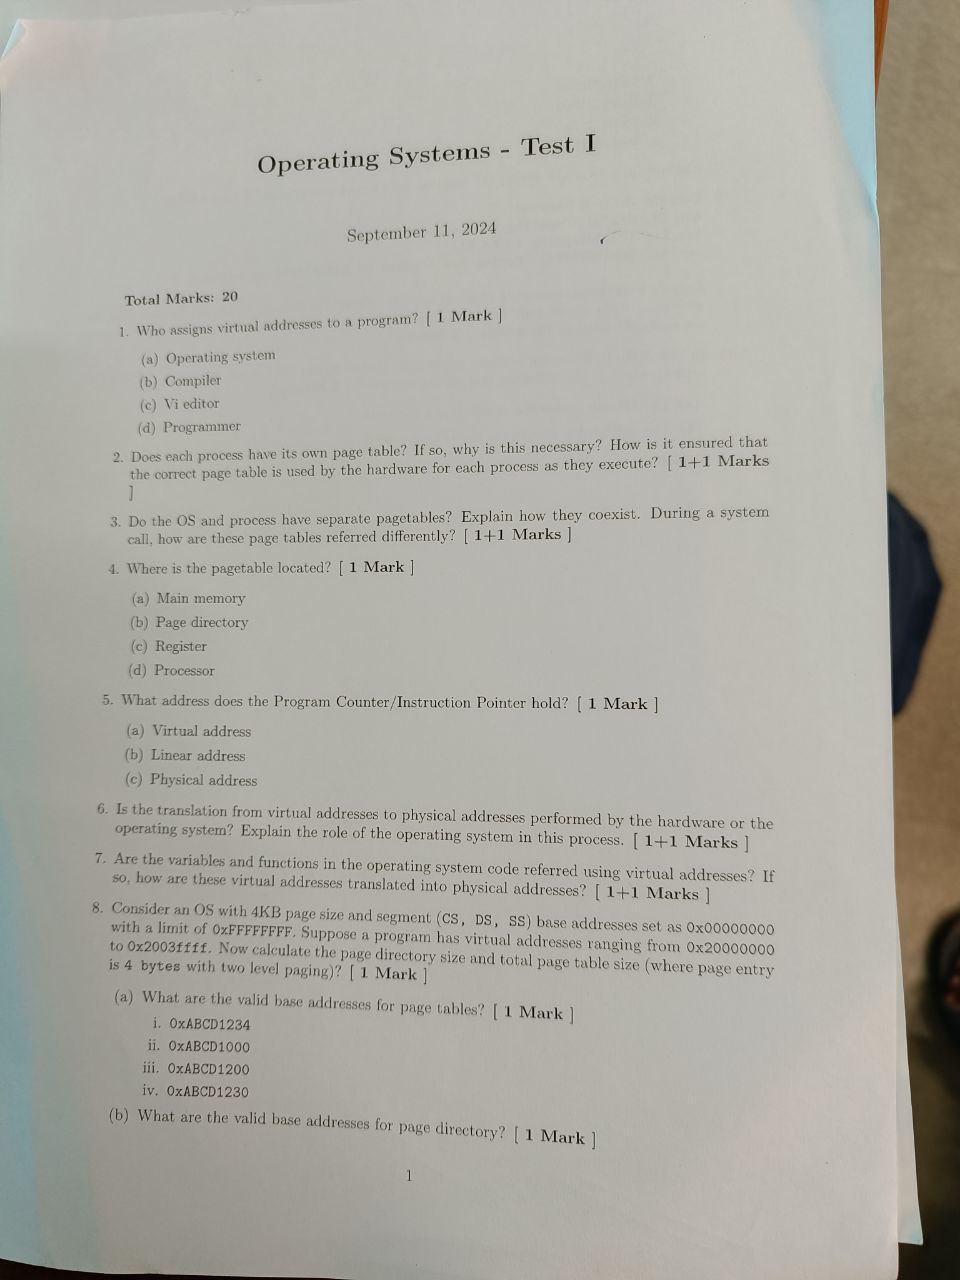 Operating Systems - Test I
September 11, 2024
Total Marks: 20
1. Who assigns virtual addresses to a program? [ 1 Mark ]
(a) Operating system
(b) Compiler
(c) Vi editor
(d) Programmer
2. Does each process have its own page table? If so, why is this necessary? How is it ensured that
the correct page table is used by the hardware for each process as they execute? [ 1+1 Marks
]
3. Do the OS and process have separate pagetables? Explain how they coexist. During a system
call, how are these page tables referred differently? [ 1+1 Marks ]
4. Where is the pagetable located? [ 1 Mark ]
(a) Main memory
(b) Page directory
(c) Register
(d) Processor
5. What address does the Program Counter/Instruction Pointer hold? [ 1 Mark ]
(a) Virtual address
(b) Linear address
(c) Physical address
6. Is the translation from virtual addresses to physical addresses performed by the hardware or the
operating system? Explain the role of the operating system in this process. [ 1+1 Marks ]
7. Are the variables and functions in the operating system code referred using virtual addresses? If
so, how are these virtual addresses translated into physical addresses? [ 1+1 Marks ]
8. Consider an OS with 4KB page size and segment (CS, DS, SS) base addresses set as 0x00000000
with a limit of 0xFFFFFFFF. Suppose a program has virtual addresses ranging from 0x20000000
to 0x2003ffff. Now calculate the page directory size and total page table size (where page entry
is 4 bytes with two level paging)? [ 1 Mark ]
(a) What are the valid base addresses for page tables? [ 1 Mark ]
i. 0xABCD1234
ii. 0xABCD1000
iii. 0xABCD1200
iv. 0xABCD1230
(b) What are the valid base addresses for page directory? [ 1 Mark ]
1